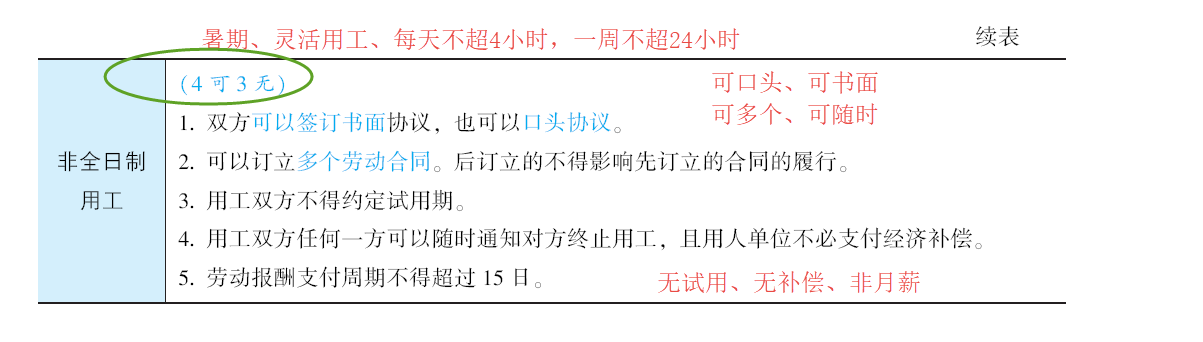 暑期、灵活用工、每天不超4小时，一周不超24小时
续表
非全日制
用工
(4 可 3 无)
1. 双方可以签订书面协议，也可以口头协议。
2. 可以订立多个劳动合同。后订立的不得影响先订立的合同的履行。
3. 用工双方不得约定试用期。
4. 用工双方任何一方可以随时通知对方终止用工，且用人单位不必支付经济补偿。
5. 劳动报酬支付周期不得超过 15 日。
可口头、可书面
可多个、可随时
无试用、无补偿、非月薪